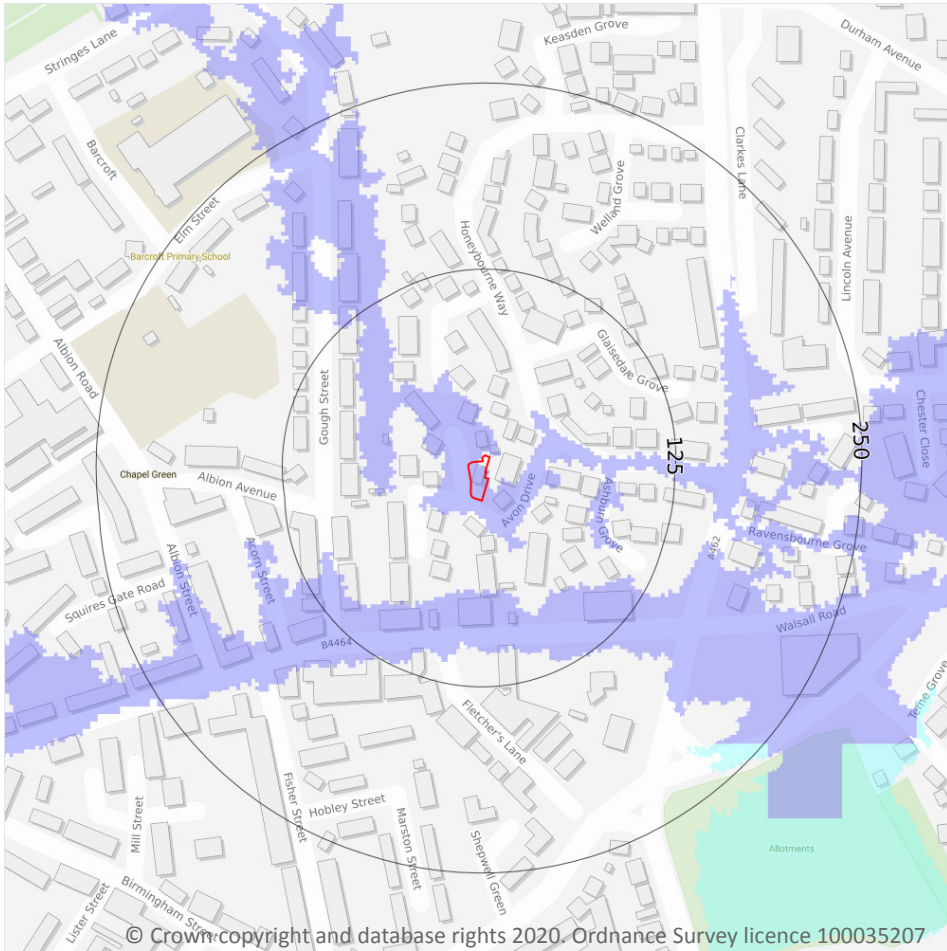 Stringes Lane
Keasden Grove
Durham Avenue
Barcroft
Clarkes Lane
Elm Street
Welland Grove
Barcroft Primary School
Honeybourne Way
Lincoln Avenue
Albion Road
Gough Street
Glaisedale Grove
Chester Close
125
250
Chapel Green
Albion Avenue
Avon Drive
Ashburn Grove
A462
Ravensbourne Grove
Albion Street
Acorn Street
Squires Gate Road
B4464
Walsall Road
Teme Grove
Fletcher's Lane
Fisher Street
Hobley Street
Mill Street
Marston Street
Shepwell Green
Allotments
Birmingham Street
Lister Street
© Crown copyright and database rights 2020. Ordnance Survey licence 100035207